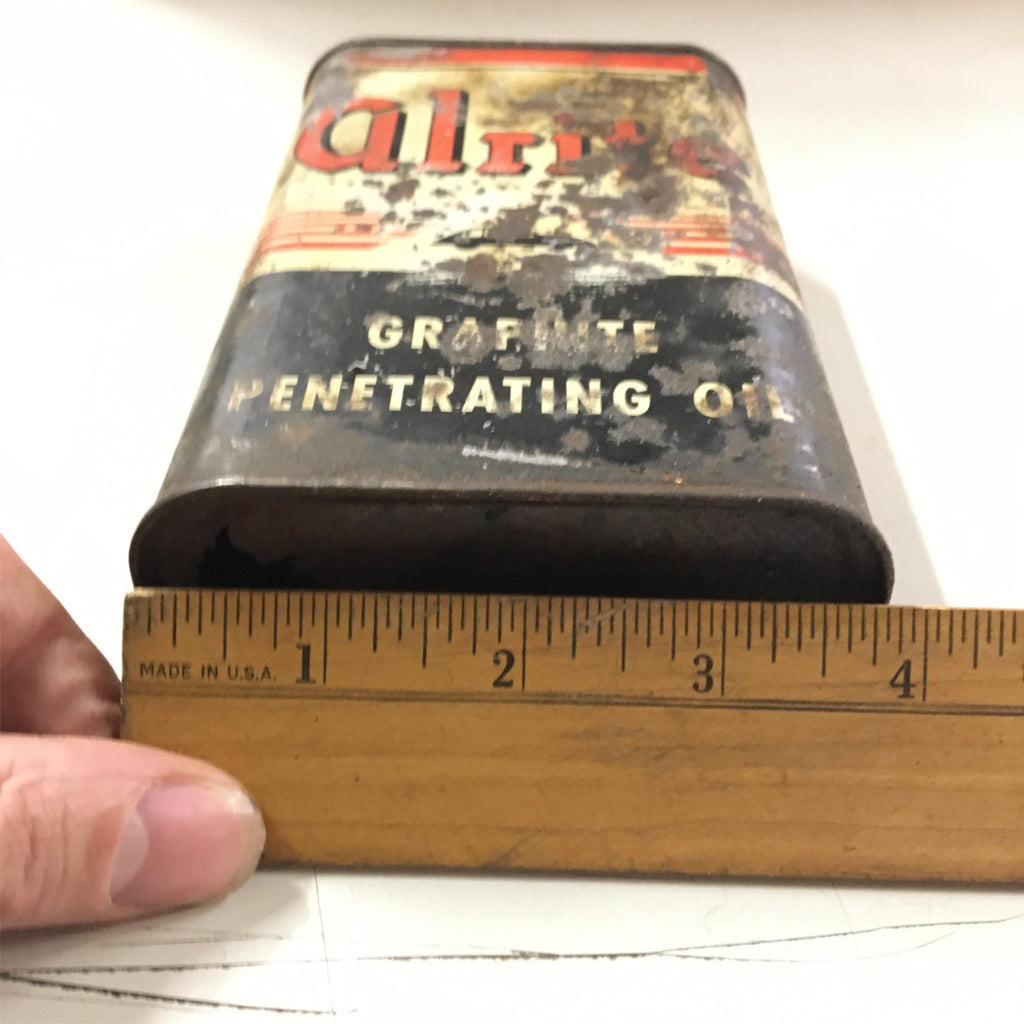 alrite
GRAPHITE
PENETRATING OIL
1 2 3 4
MADE IN U.S.A.